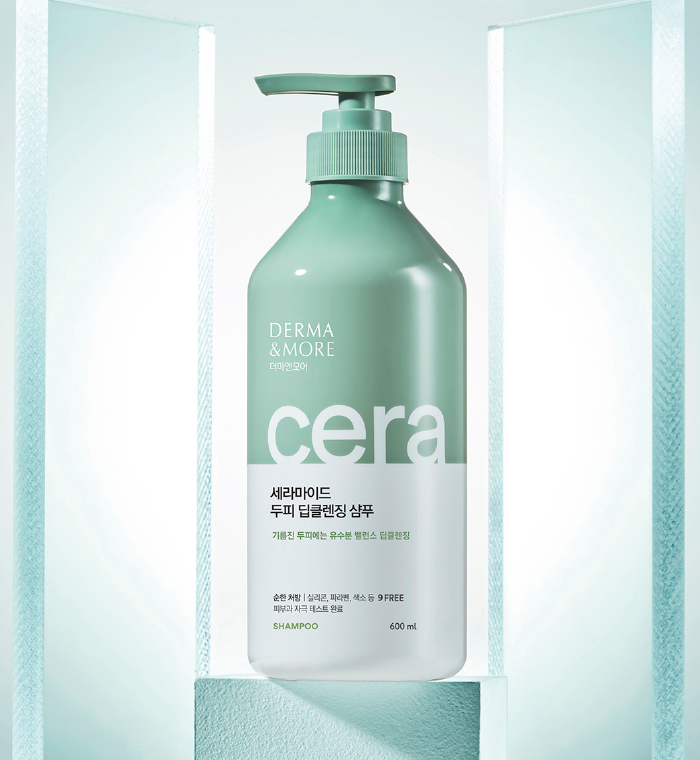 DERMA
&MORE
더마앤모어
cera
세라마이드
두피 딥클렌징 샴푸
기름진 두피에는 유수분 밸런스 딥클렌징
순한 처방 | 실리콘, 파라벤, 색소 등 9 FREE
피부과 자극 테스트 완료
SHAMPOO
600 ml